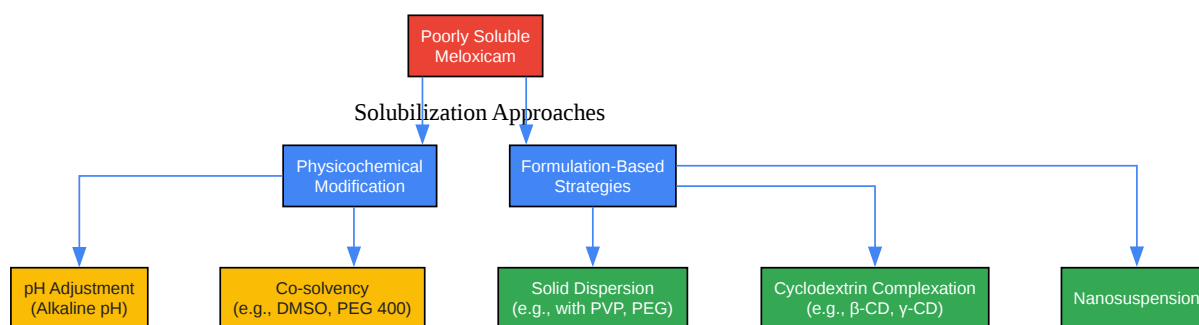 Poorly Soluble
Meloxicam
Solubilization Approaches
Physicochemical
Modification
Formulation-Based
Strategies
pH Adjustment
(Alkaline pH)
Co-solvency
(e.g., DMSO, PEG 400)
Solid Dispersion
(e.g., with PVP, PEG)
Cyclodextrin Complexation
(e.g., β-CD, γ-CD)
Nanosuspension